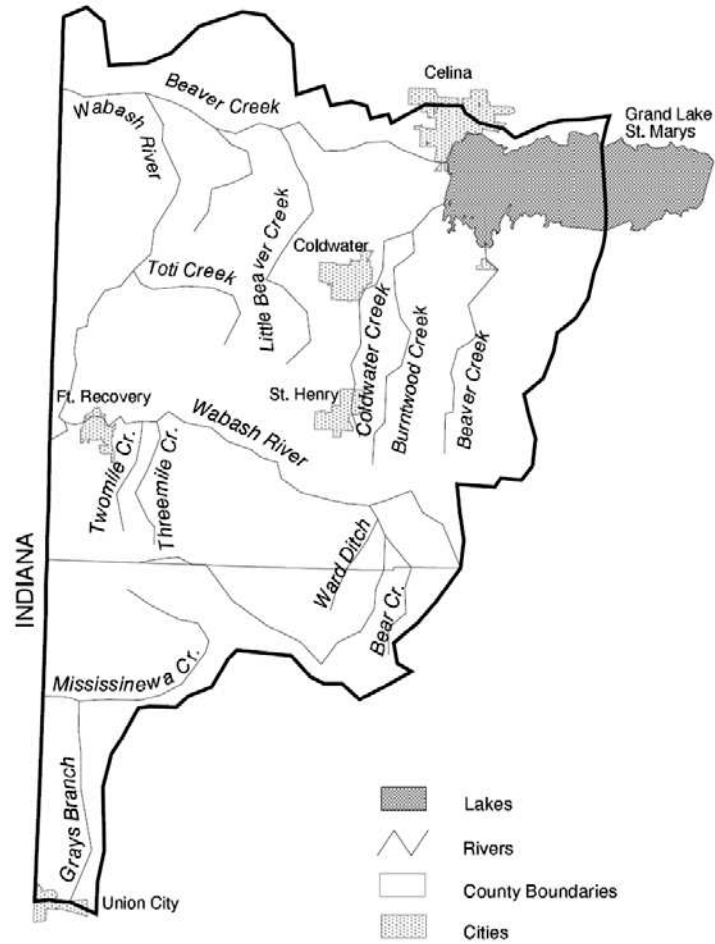 Celina
Beaver Creek
Grand Lake
St. Marys
Wabash River
Coldwater
Little Beaver Creek
Toti Creek
Coldwater Creek
Burntwood Creek
Beaver Creek
Ft. Recovery
St. Henry
Wabash River
Twomile Cr.
Threemile Cr.
Ward Ditch
Bear Cr.
INDIANA
Mississinewa Cr.
Grays Branch
Union City
Lakes
Rivers
County Boundaries
Cities